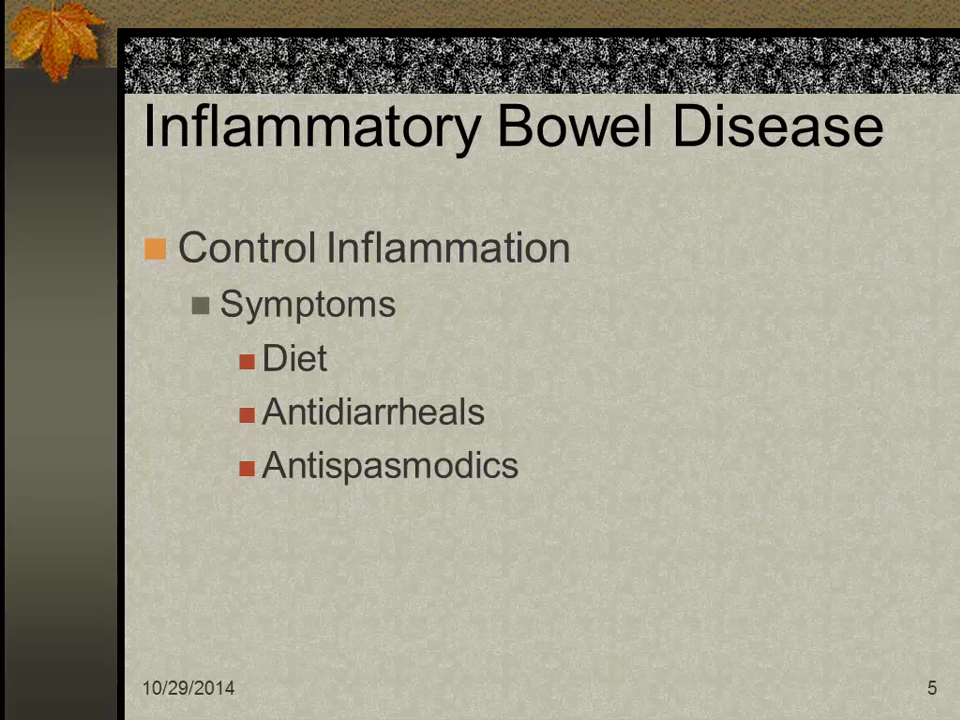 Inflammatory Bowel Disease
Control Inflammation
Symptoms
Diet
Antidiarrheals
Antispasmodics
10/29/2014
5